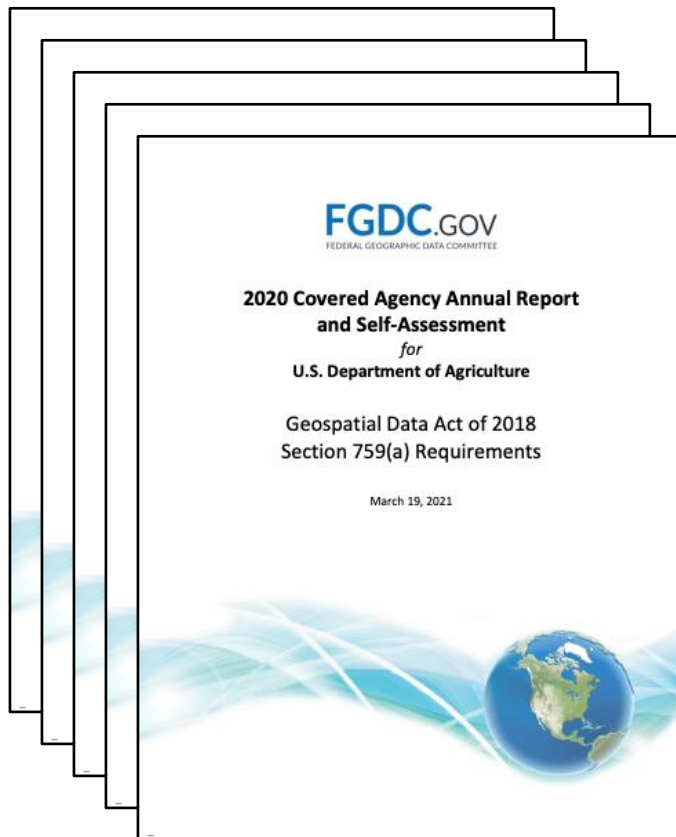 FGDC.GOV
FEDERAL GEOGRAPHIC DATA COMMITTEE
2020 Covered Agency Annual Report
and Self-Assessment
for
U.S. Department of Agriculture
Geospatial Data Act of 2018
Section 759(a) Requirements
March 19, 2021